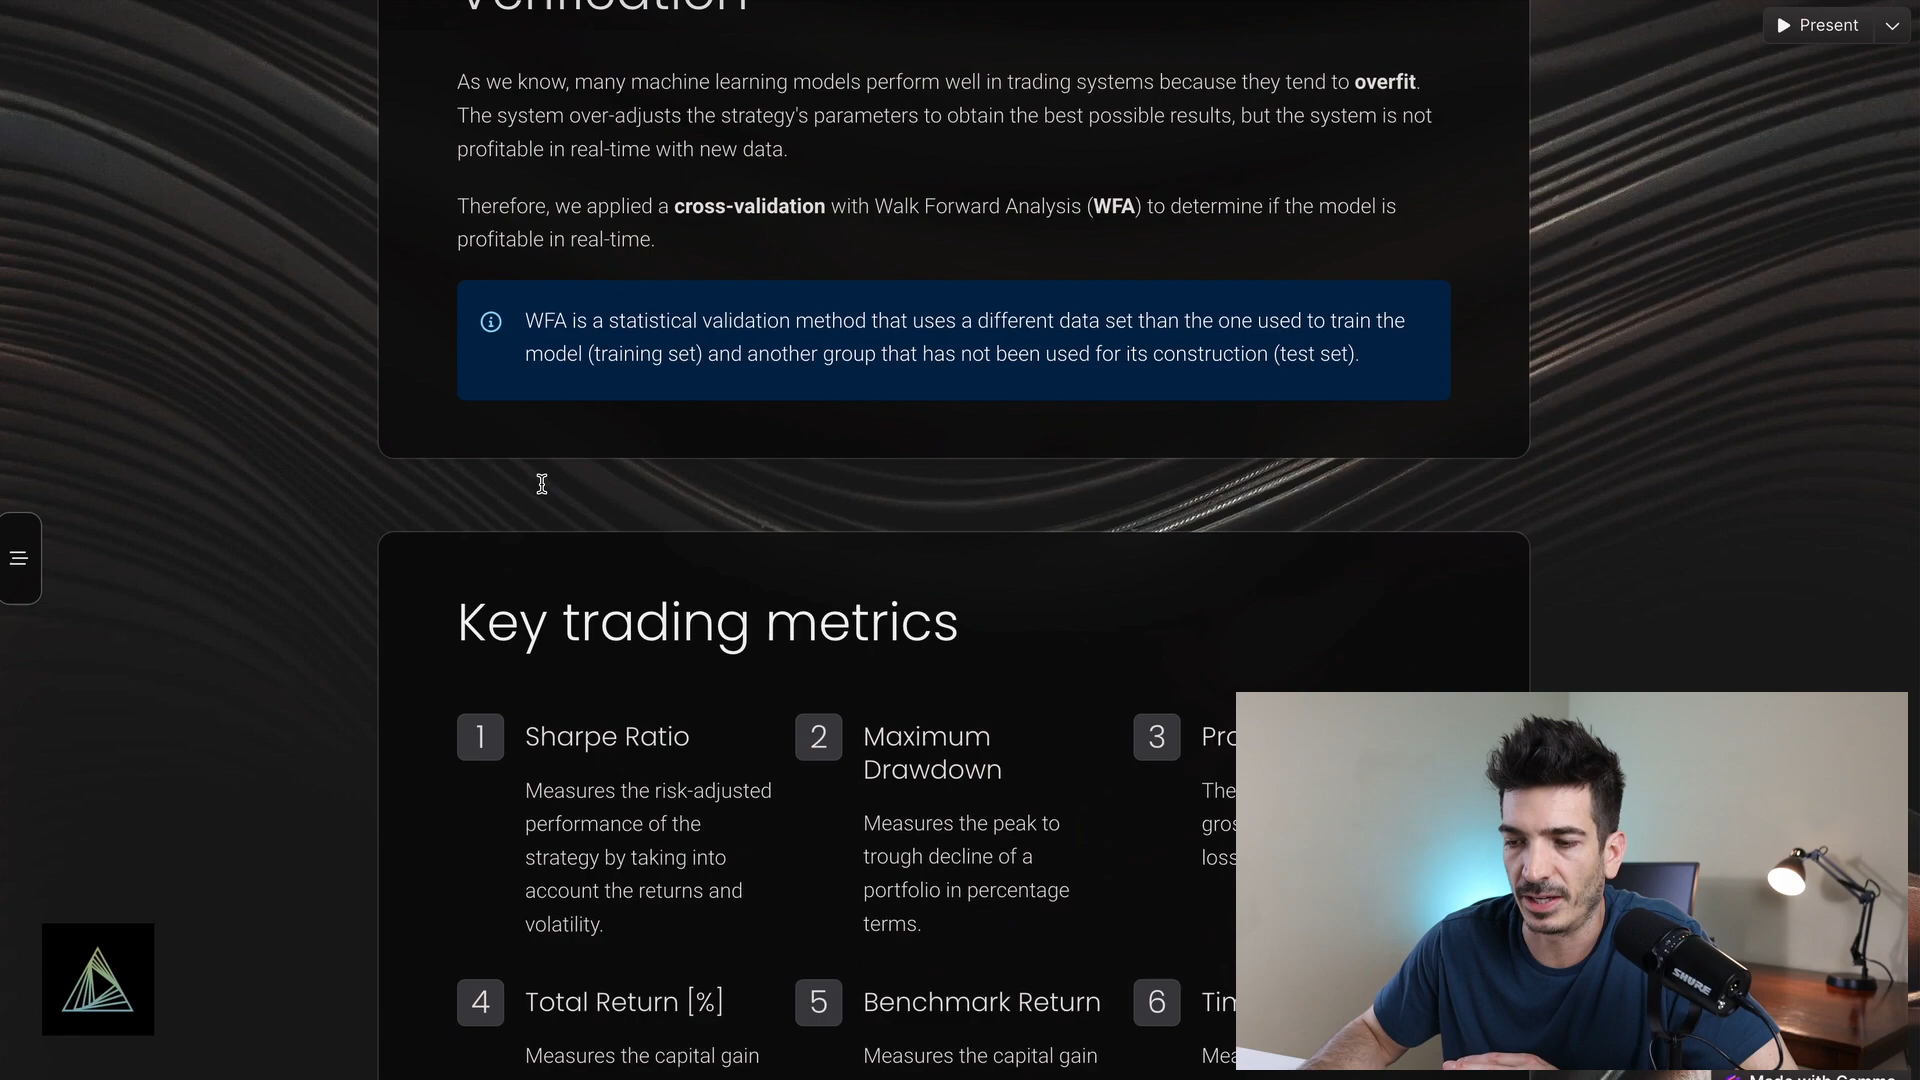 Verification
Present
As we know, many machine learning models perform well in trading systems because they tend to overfit.
The system over-adjusts the strategy's parameters to obtain the best possible results, but the system is not
profitable in real-time with new data.
Therefore, we applied a cross-validation with Walk Forward Analysis (WFA) to determine if the model is
profitable in real-time.
WFA is a statistical validation method that uses a different data set than the one used to train the
model (training set) and another group that has not been used for its construction (test set).
Key trading metrics
1 Sharpe Ratio
Measures the risk-adjusted
performance of the
strategy by taking into
account the returns and
volatility.
2 Maximum
Drawdown
Measures the peak to
trough decline of a
portfolio in percentage
terms.
3
The
4 Total Return [%]
Measures the capital gain
5 Benchmark Return
Measures the capital gain
6
SHURE
Made with Gamma